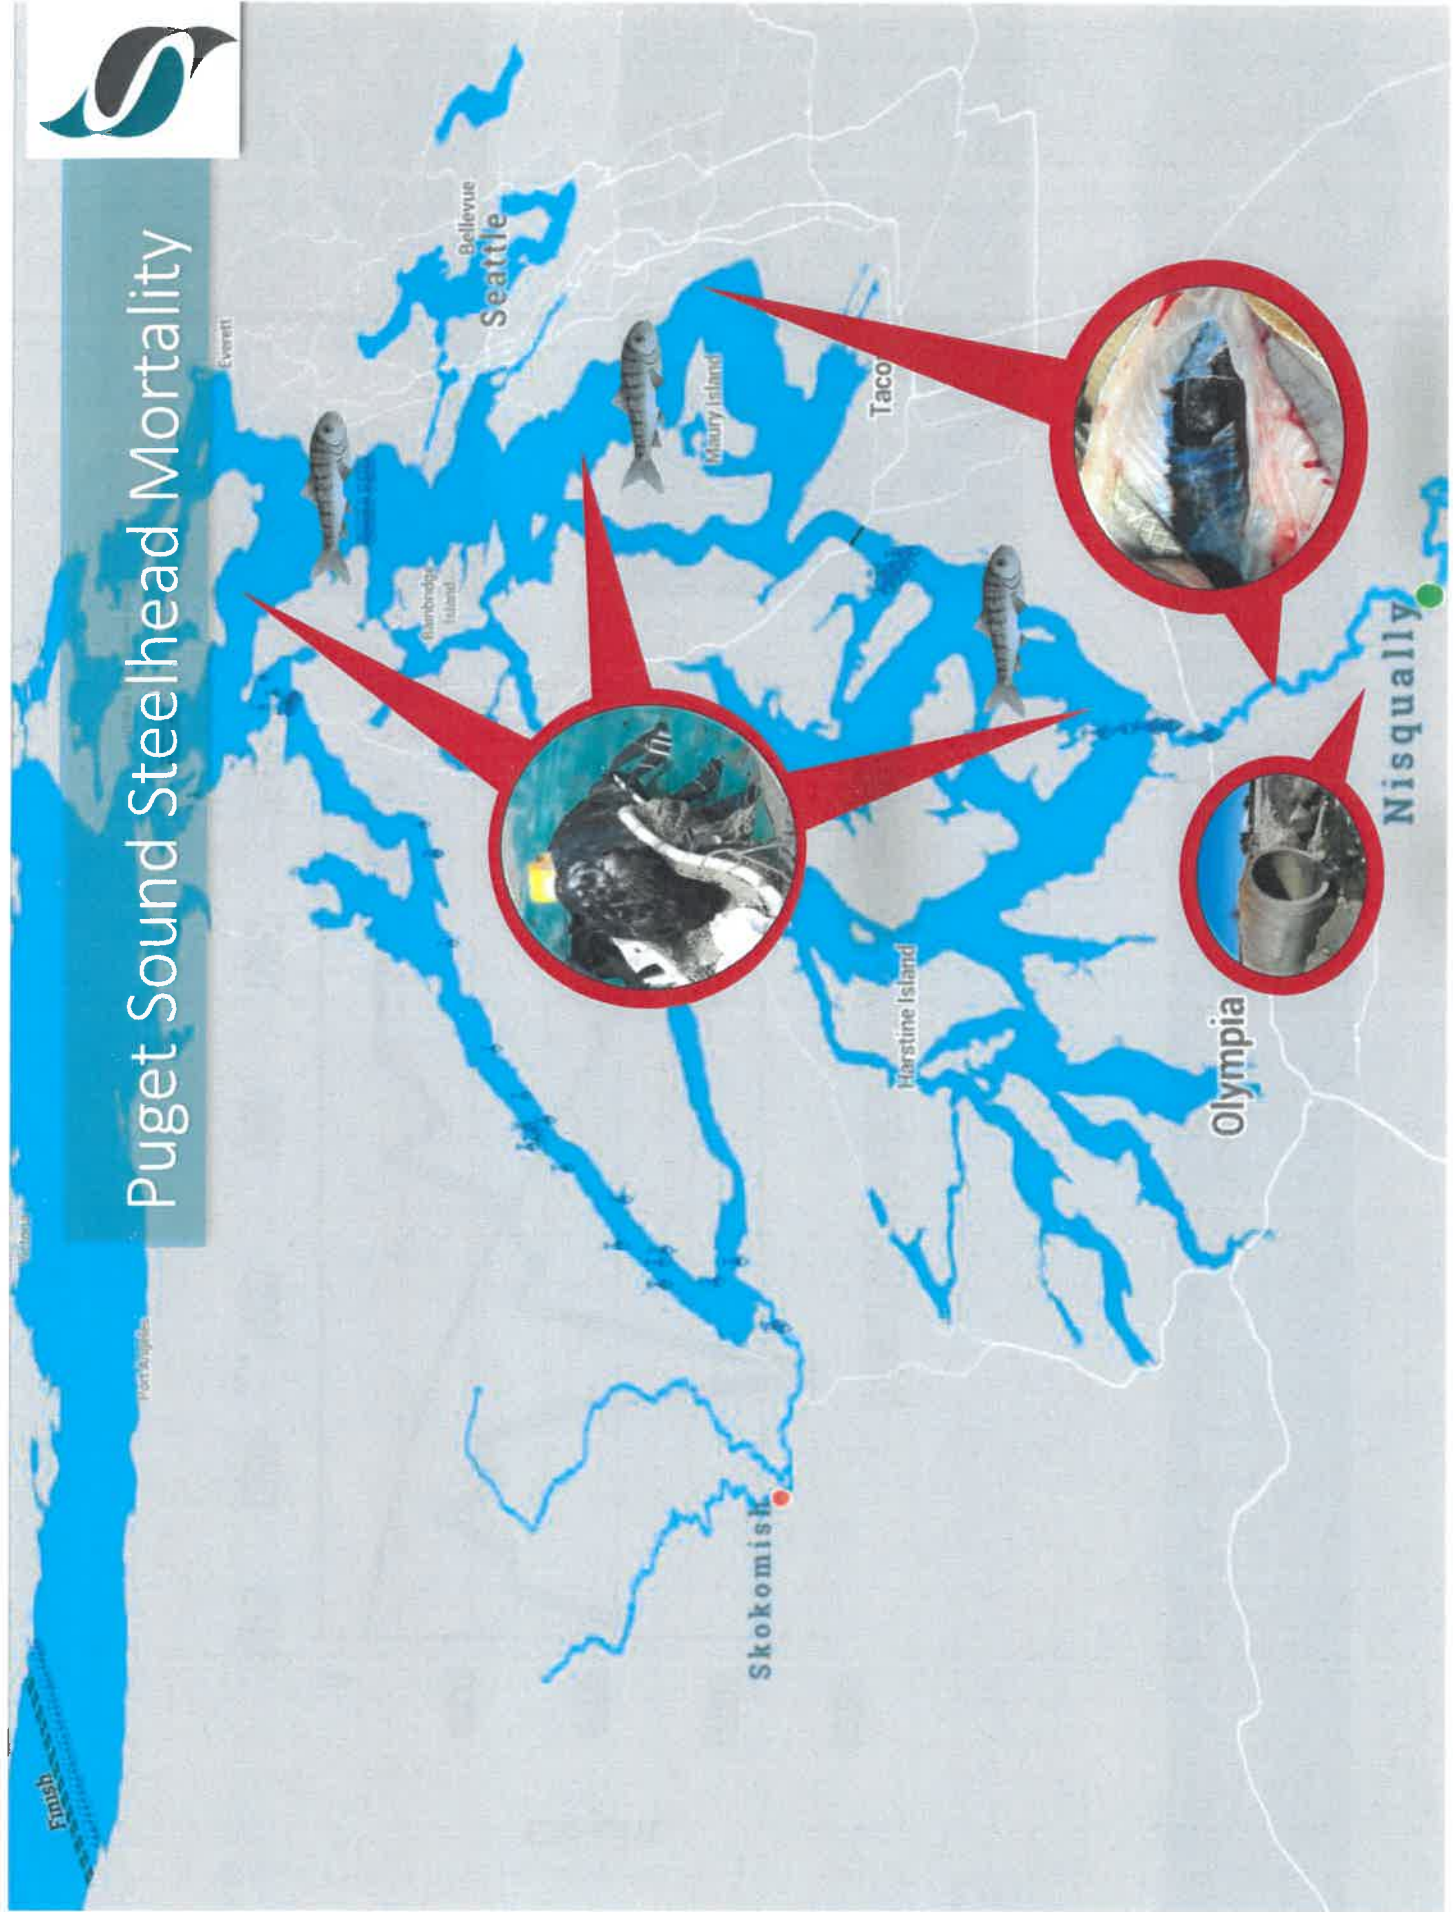 Puget Sound Steelhead Mortality
Finish
Port Angeles
Everett
Bellevue
Seattle
Bainbridge
Island
Maury Island
Taco
Skokomish
Harstine Island
Olympia
Nisqually